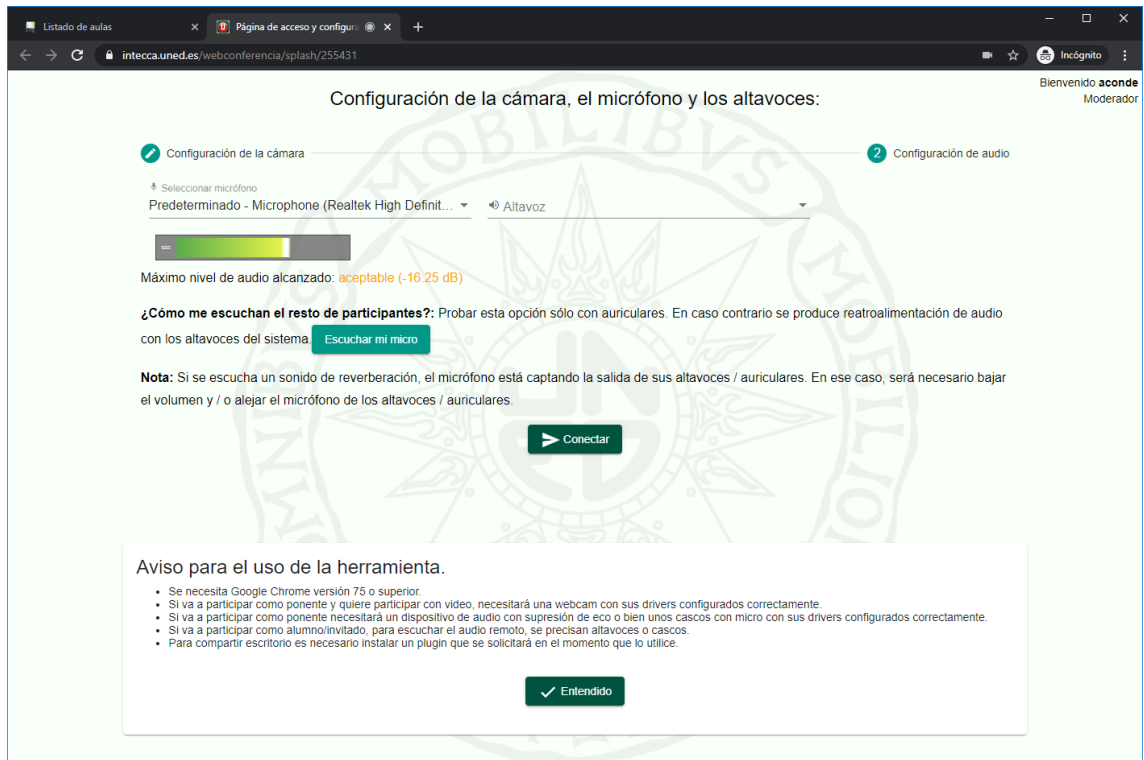 Listado de aulas
Página de acceso y configura
intecca.uned.es/webconferencia/splash/255431
Incógnito
Bienvenido aconde
Moderador
Configuración de la cámara, el micrófono y los altavoces:
Configuración de la cámara
2 Configuración de audio
Seleccionar micrófono
Predeterminado - Microphone (Realtek High Definit...
Altavoz
Máximo nivel de audio alcanzado: aceptable (-16.25 dB)
¿Cómo me escuchan el resto de participantes?: Probar esta opción sólo con auriculares. En caso contrario se produce reatroalimentación de audio
con los altavoces del sistema. Escuchar mi micro
Nota: Si se escucha un sonido de reverberación, el micrófono está captando la salida de sus altavoces / auriculares. En ese caso, será necesario bajar
el volumen y / o alejar el micrófono de los altavoces / auriculares.
Conectar
Aviso para el uso de la herramienta.
• Se necesita Google Chrome versión 75 o superior.
• Si va a participar como ponente y quiere participar con video, necesitará una webcam con sus drivers configurados correctamente.
• Si va a participar como ponente necesitará un dispositivo de audio con supresión de eco o bien unos cascos con micro con sus drivers configurados correctamente.
• Si va a participar como alumno/invitado, para escuchar el audio remoto, se precisan altavoces o cascos.
• Para compartir escritorio es necesario instalar un plugin que se solicitará en el momento que lo utilice.
Entendido